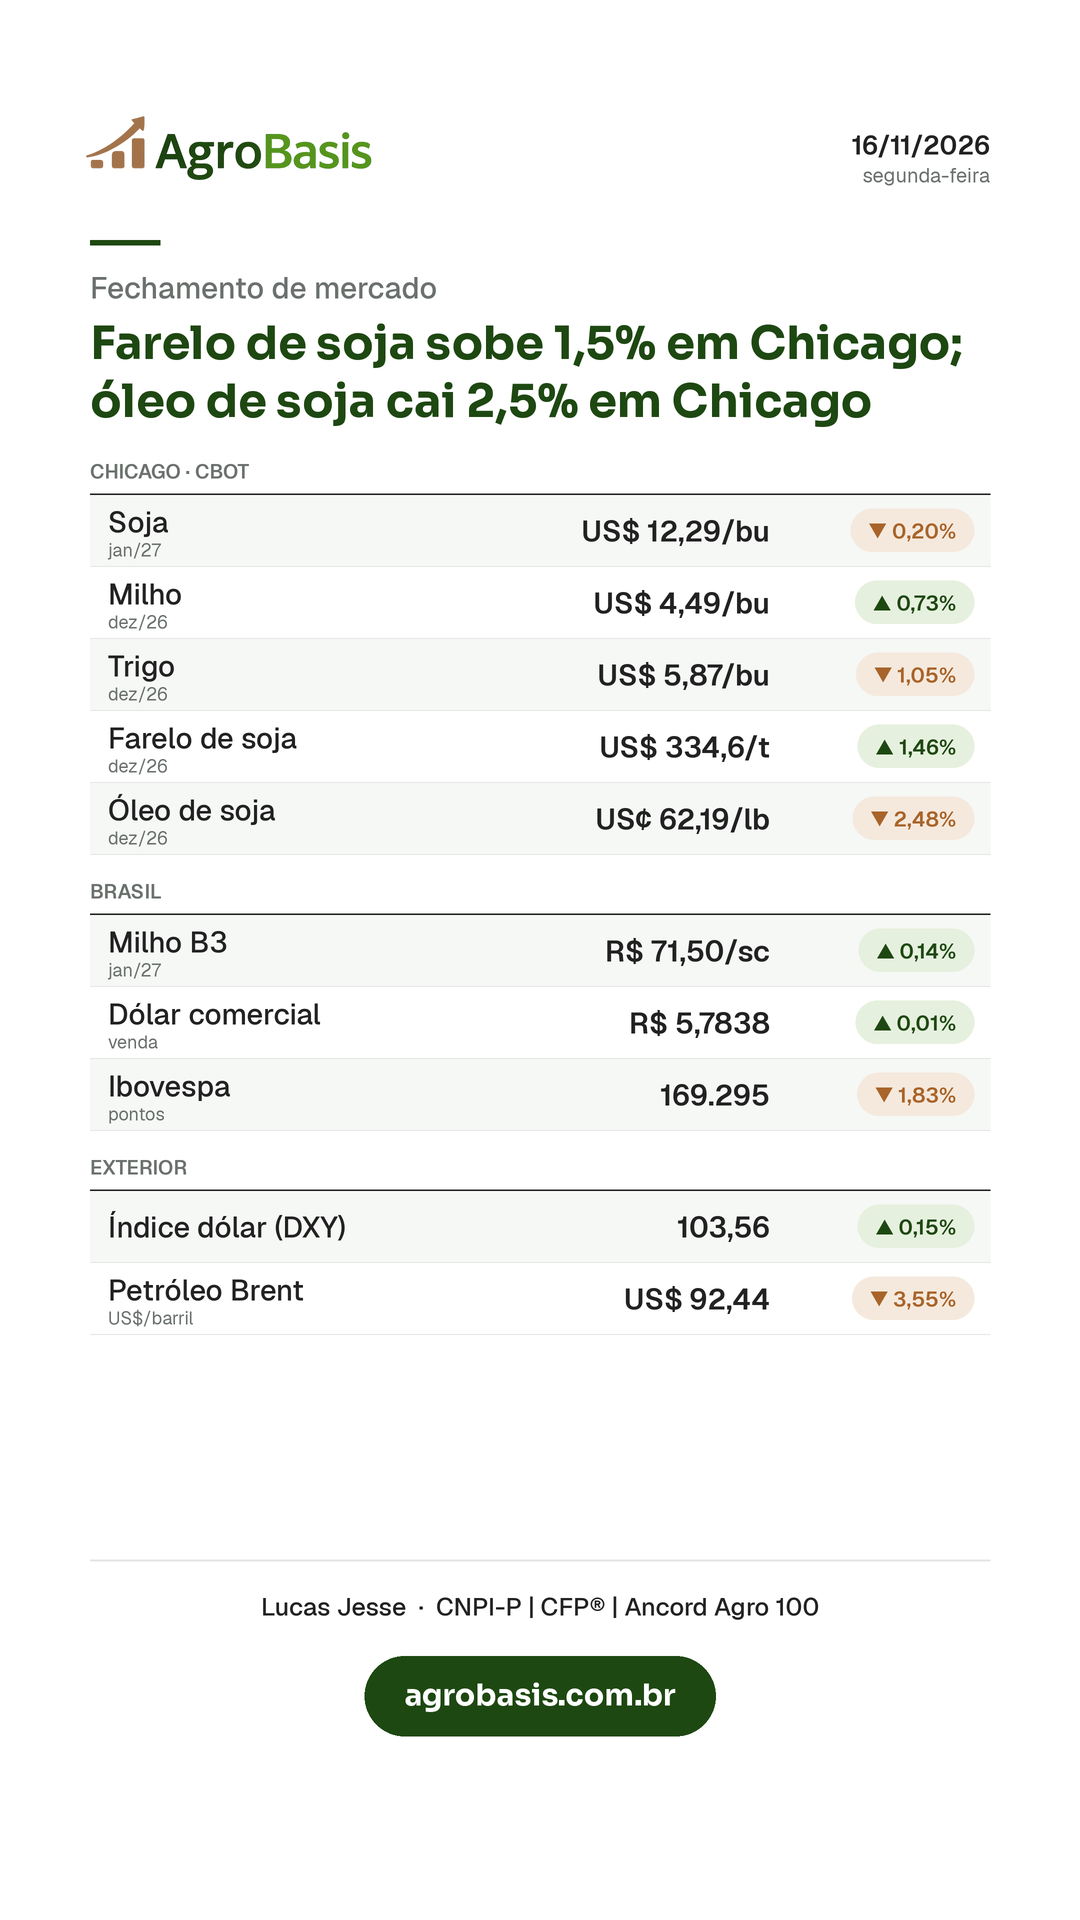 AgroBasis
16/11/2026
segunda-feira
Fechamento de mercado
Farelo de soja sobe 1,5% em Chicago;
óleo de soja cai 2,5% em Chicago
CHICAGO · CBOT
Soja US$ 12,29/bu ▼ 0,20%
jan/27
Milho US$ 4,49/bu ▲ 0,73%
dez/26
Trigo US$ 5,87/bu ▼ 1,05%
dez/26
Farelo de soja US$ 334,6/t ▲ 1,46%
dez/26
Óleo de soja US¢ 62,19/lb ▼ 2,48%
dez/26
BRASIL
Milho B3 R$ 71,50/sc ▲ 0,14%
jan/27
Dólar comercial R$ 5,7838 ▲ 0,01%
venda
Ibovespa 169.295 ▼ 1,83%
pontos
EXTERIOR
Índice dólar (DXY) 103,56 ▲ 0,15%
Petróleo Brent US$ 92,44 ▼ 3,55%
US$/barril
Lucas Jesse · CNPI-P | CFP® | Ancord Agro 100
agrobasis.com.br